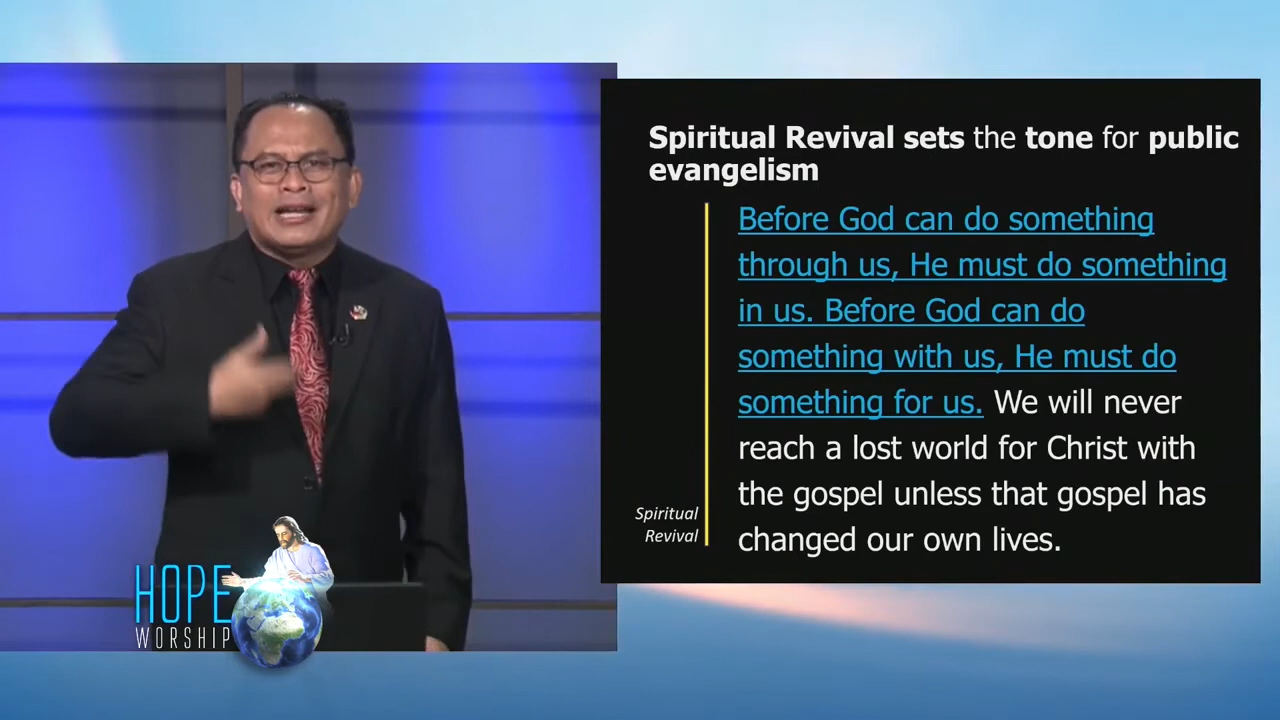 Spiritual Revival sets the tone for public
evangelism
Before God can do something
through us, He must do something
in us. Before God can do
something with us, He must do
something for us. We will never
reach a lost world for Christ with
the gospel unless that gospel has
changed our own lives.
Spiritual
Revival
HOPE
WORSHIP